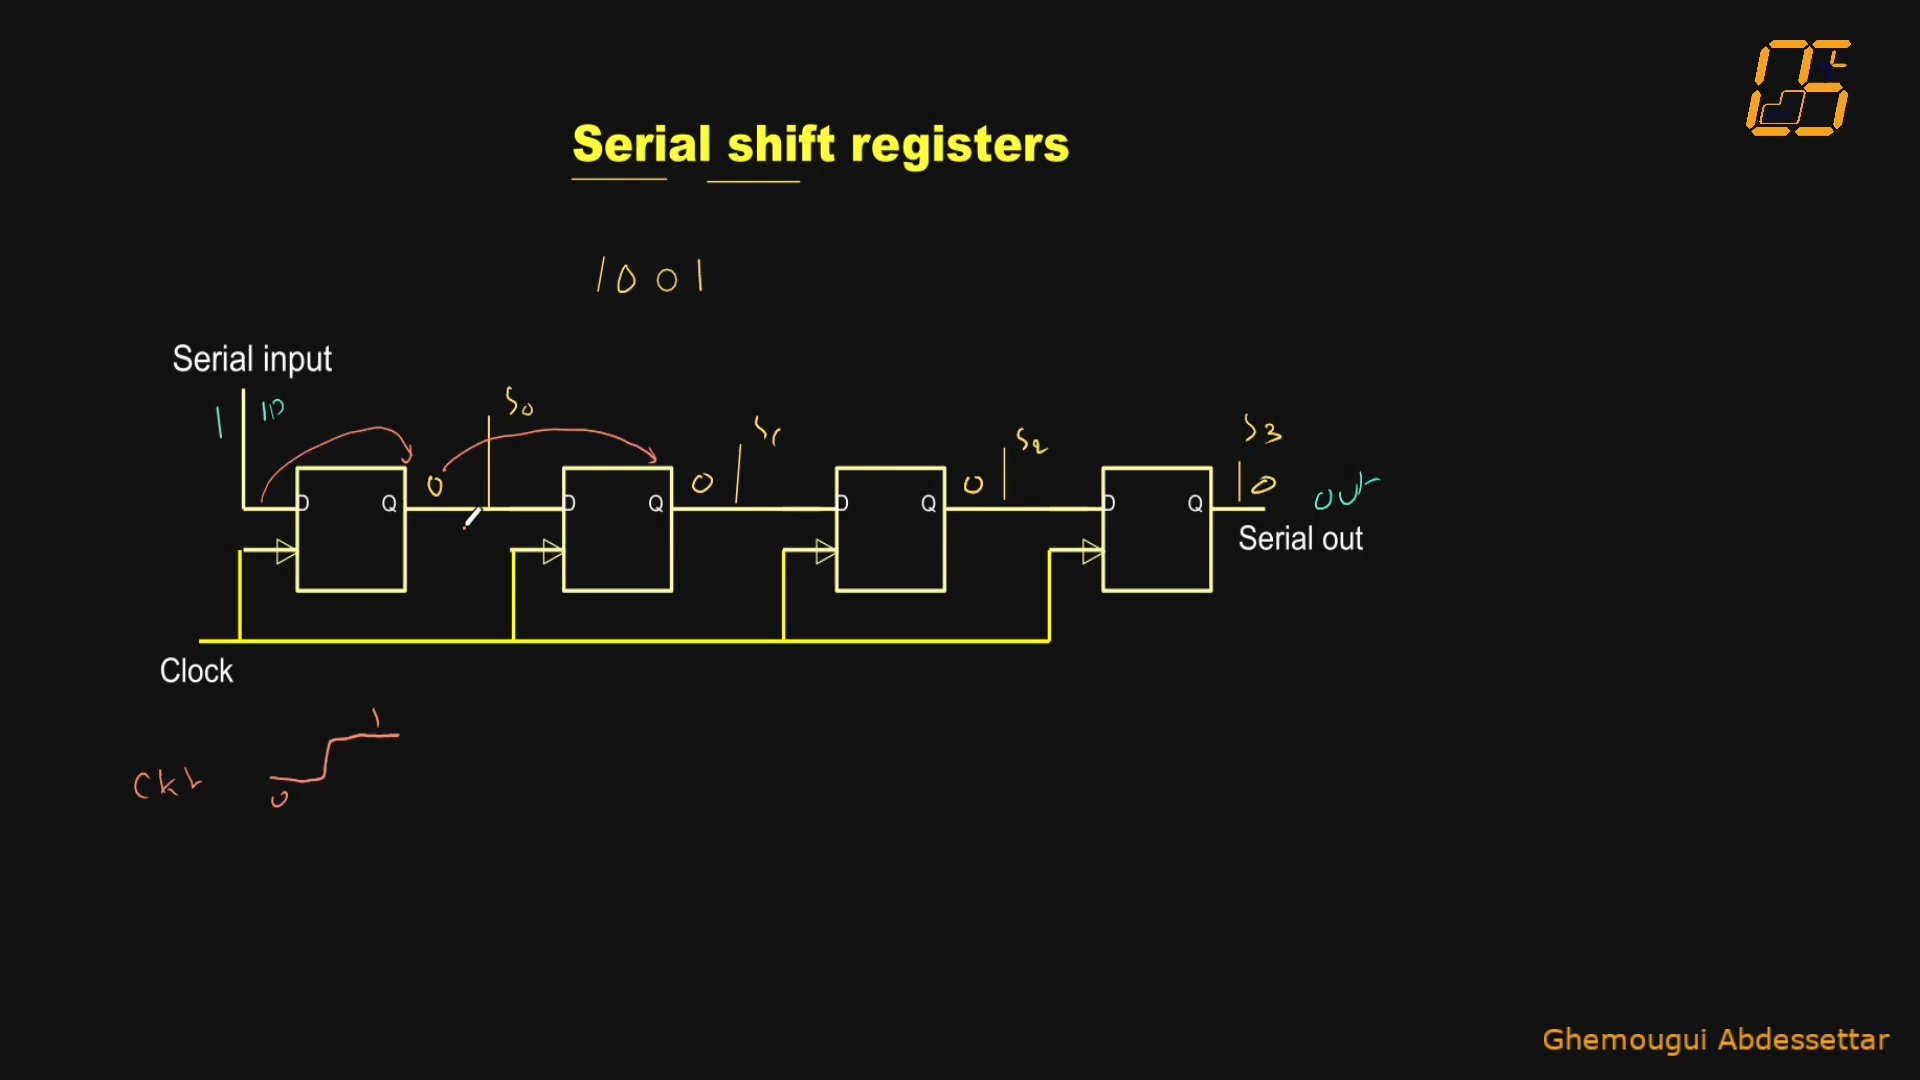 Serial shift registers
1001
Serial input
1 ID
S0
S1
S2
S3
0 0 0 0
D Q D Q D Q D Q
out
Serial out
Clock
1
CKL
0
Ghemougui Abdessettar